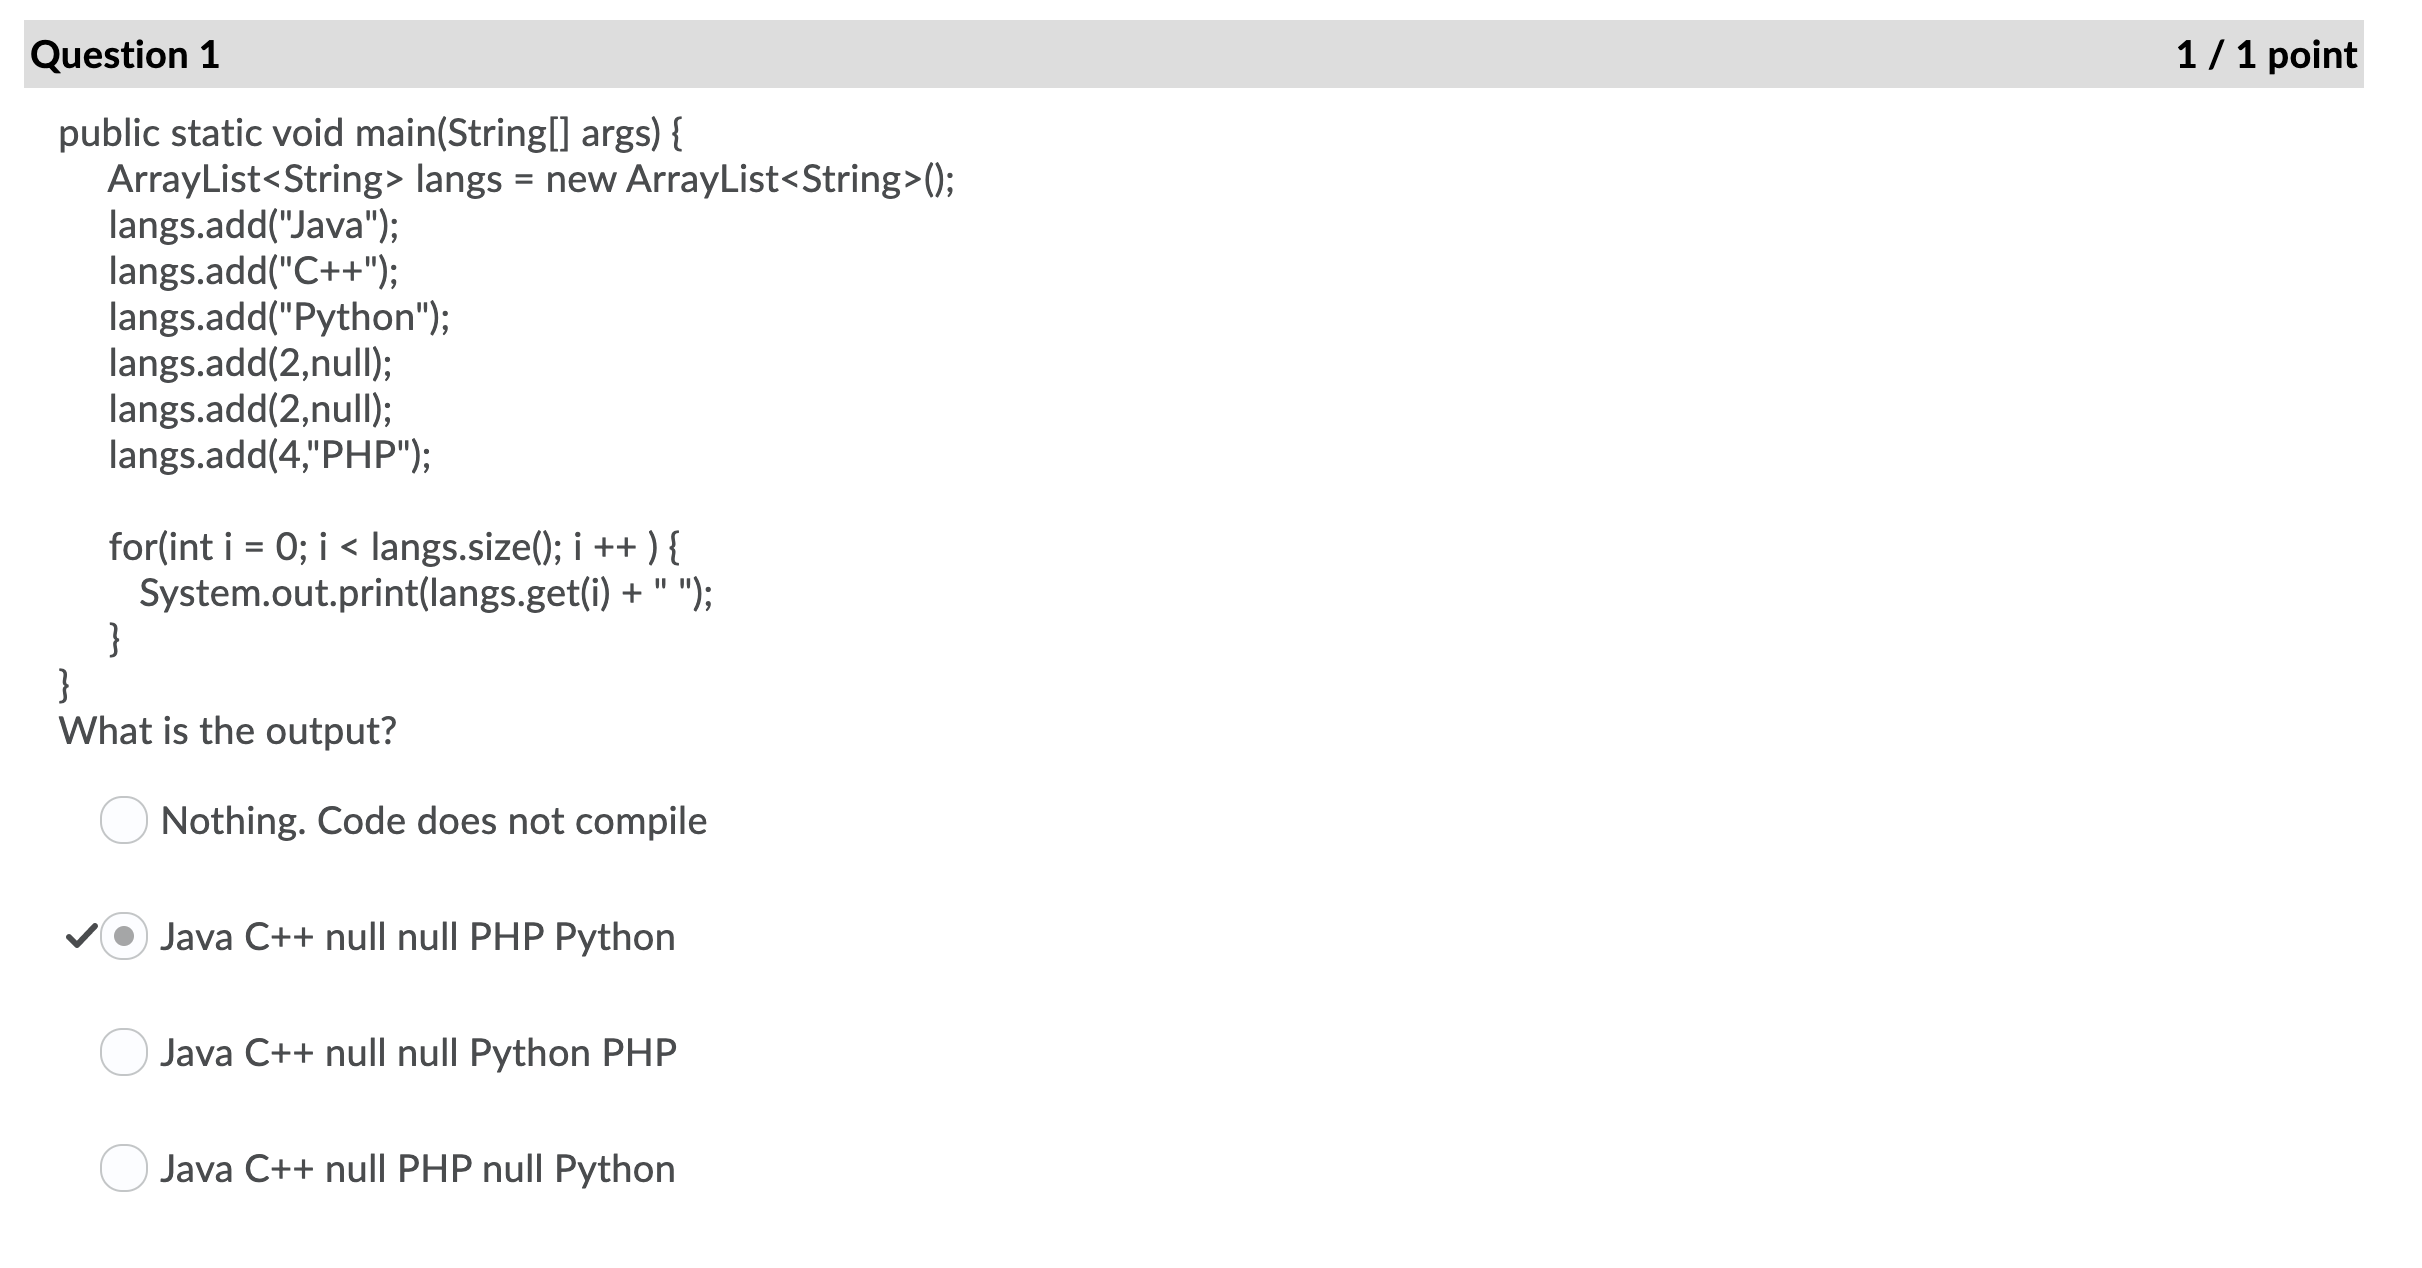 Question 1
1 / 1 point
public static void main(String[] args) {
ArrayList<String> langs = new ArrayList<String>();
langs.add("Java");
langs.add("C++");
langs.add("Python");
langs.add(2,null);
langs.add(2,null);
langs.add(4,"PHP");
for(int i = 0; i < langs.size(); i ++ ) {
System.out.print(langs.get(i) + " ");
}
}
What is the output?
Nothing. Code does not compile
Java C++ null null PHP Python
Java C++ null null Python PHP
Java C++ null PHP null Python